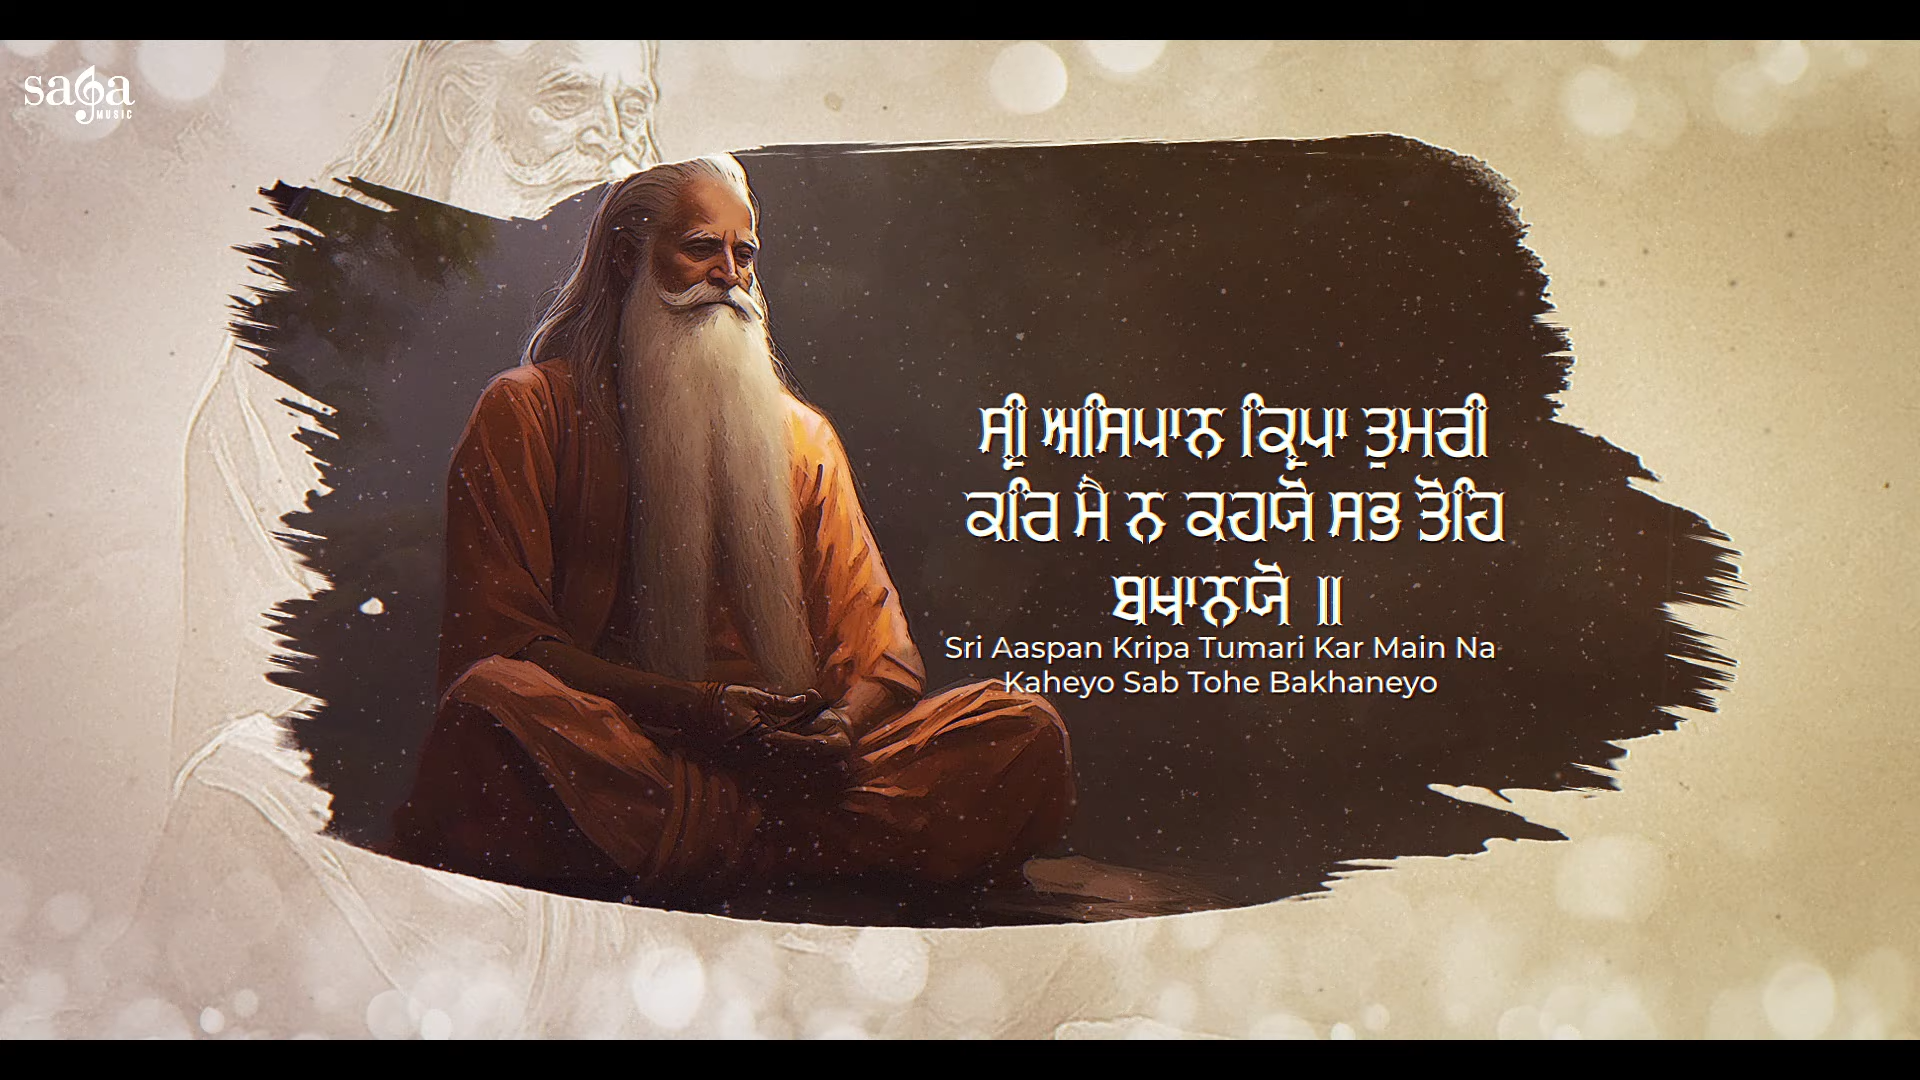 saga
MUSIC
ਸ੍ਰੀ ਅਸਿਪਾਨ ਕ੍ਰਿਪਾ ਤੁਮਰੀ
ਕਰਿ ਮੈ ਨ ਕਹਯੋ ਸਭ ਤੋਹਿ
ਬਖਾਨਯੋ ॥
Sri Aaspan Kripa Tumari Kar Main Na
Kaheyo Sab Tohe Bakhaneyo